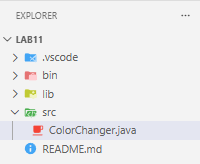 EXPLORER
LAB11
.vscode
bin
lib
src
ColorChanger.java
README.md